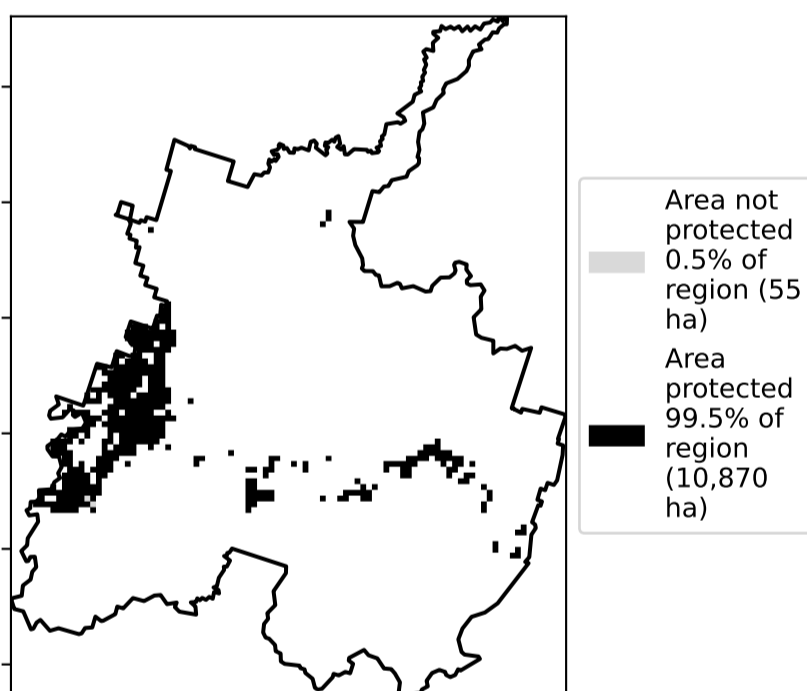 Area not
protected
0.5% of
region (55
ha)
Area
protected
99.5% of
region
(10,870
ha)